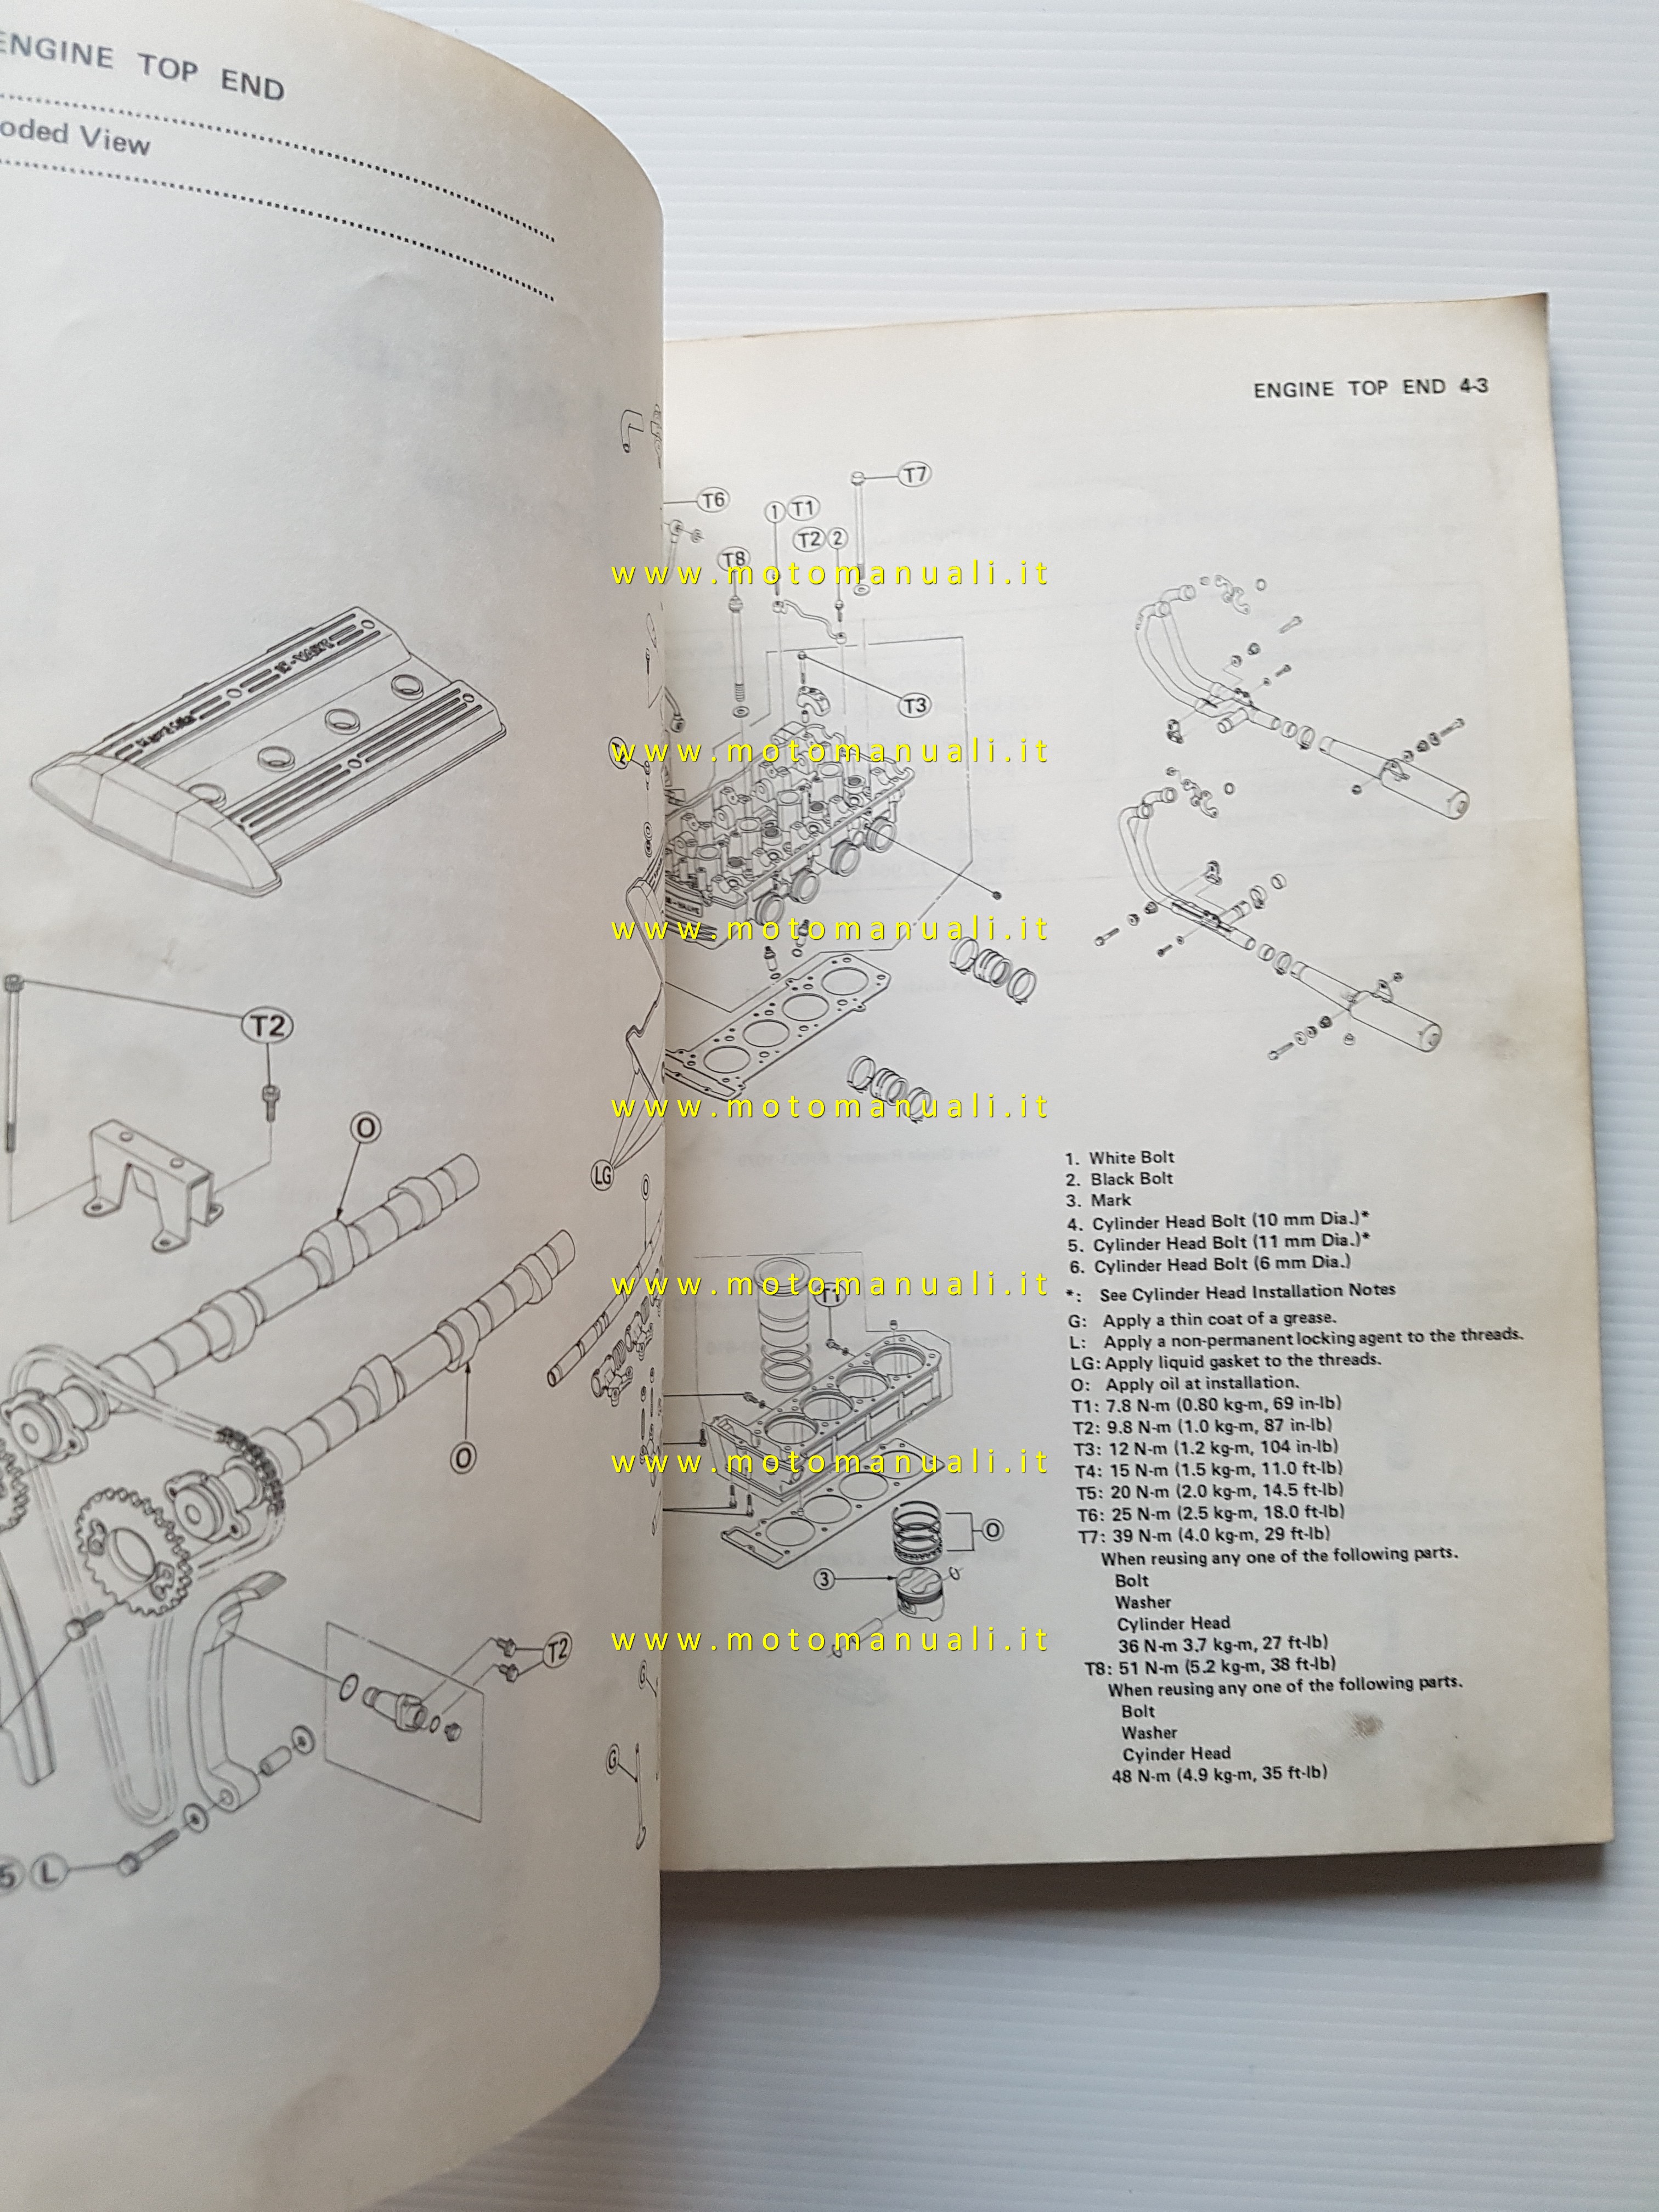 ENGINE TOP END
oded View
T2
O
O
T2
5 L
ENGINE TOP END 4-3
T7
T6
1 T1
T2 2
T8
www.motomanuali.it
T3
www.motomanuali.it
www.motomanuali.it
www.motomanuali.it
LG
O
1. White Bolt
2. Black Bolt
3. Mark
4. Cylinder Head Bolt (10 mm Dia.)*
5. Cylinder Head Bolt (11 mm Dia.)*
6. Cylinder Head Bolt (6 mm Dia.)
*: See Cylinder Head Installation Notes
G: Apply a thin coat of a grease.
L: Apply a non-permanent locking agent to the threads.
LG: Apply liquid gasket to the threads.
O: Apply oil at installation.
T1: 7.8 N-m (0.80 kg-m, 69 in-lb)
T2: 9.8 N-m (1.0 kg-m, 87 in-lb)
T3: 12 N-m (1.2 kg-m, 104 in-lb)
T4: 15 N-m (1.5 kg-m, 11.0 ft-lb)
T5: 20 N-m (2.0 kg-m, 14.5 ft-lb)
T6: 25 N-m (2.5 kg-m, 18.0 ft-lb)
T7: 39 N-m (4.0 kg-m, 29 ft-lb)
When reusing any one of the following parts.
Bolt
Washer
Cylinder Head
36 N-m 3.7 kg-m, 27 ft-lb)
T8: 51 N-m (5.2 kg-m, 38 ft-lb)
When reusing any one of the following parts.
Bolt
Washer
Cyinder Head
48 N-m (4.9 kg-m, 35 ft-lb)
www.motomanuali.it
T1
www.motomanuali.it
O
3
www.motomanuali.it
G
G